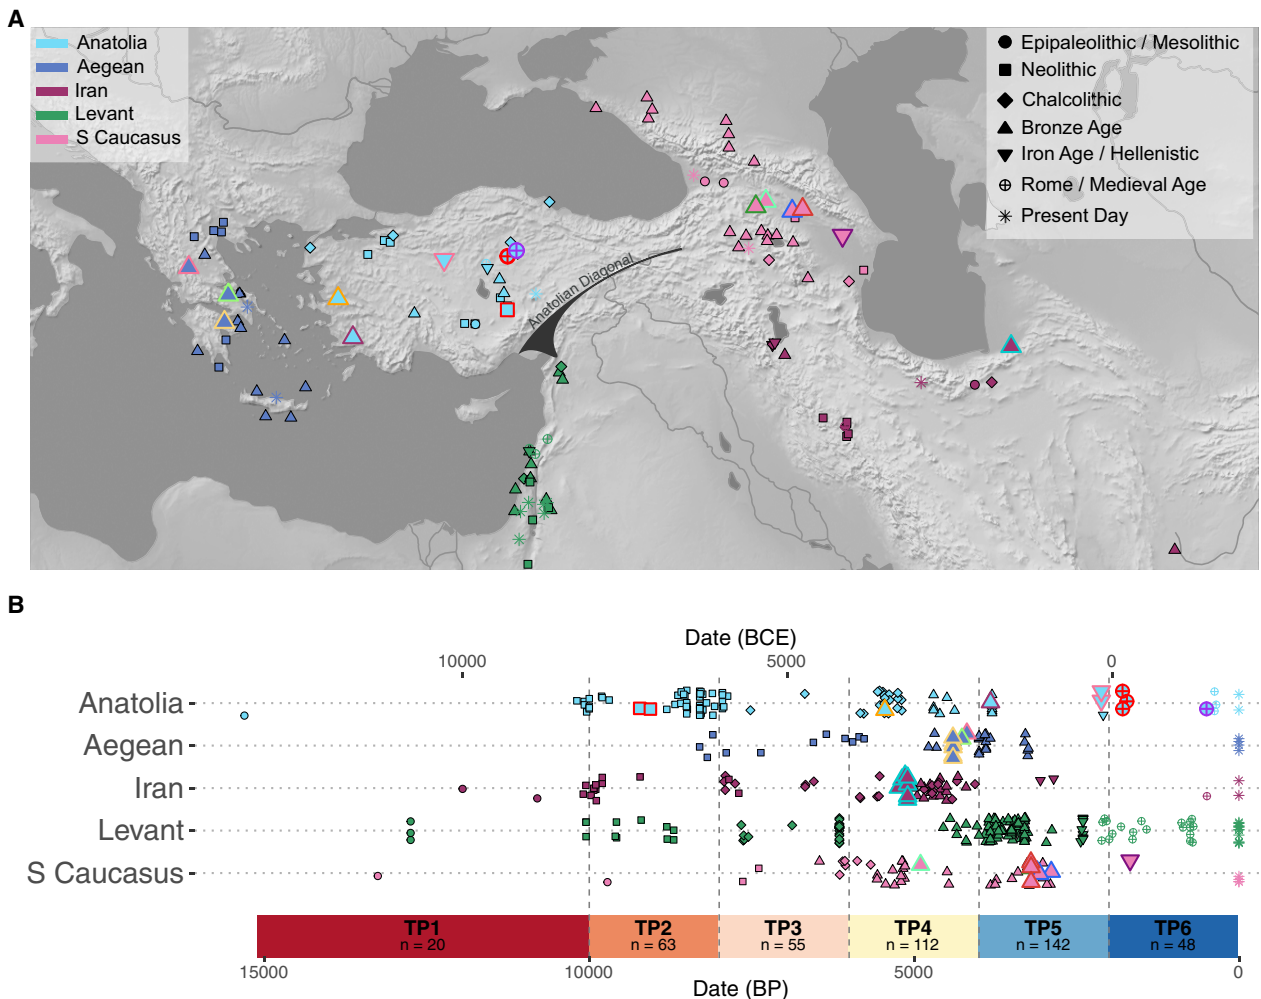 A
Anatolia
Aegean
Iran
Levant
S Caucasus
Epipaleolithic / Mesolithic
Neolithic
Chalcolithic
Bronze Age
Iron Age / Hellenistic
Rome / Medieval Age
Present Day
Anatolian Diagonal
B
Date (BCE)
10000 5000 0
Anatolia
Aegean
Iran
Levant
S Caucasus
TP1 TP2 TP3 TP4 TP5 TP6
n = 20 n = 63 n = 55 n = 112 n = 142 n = 48
15000 10000 5000 0
Date (BP)